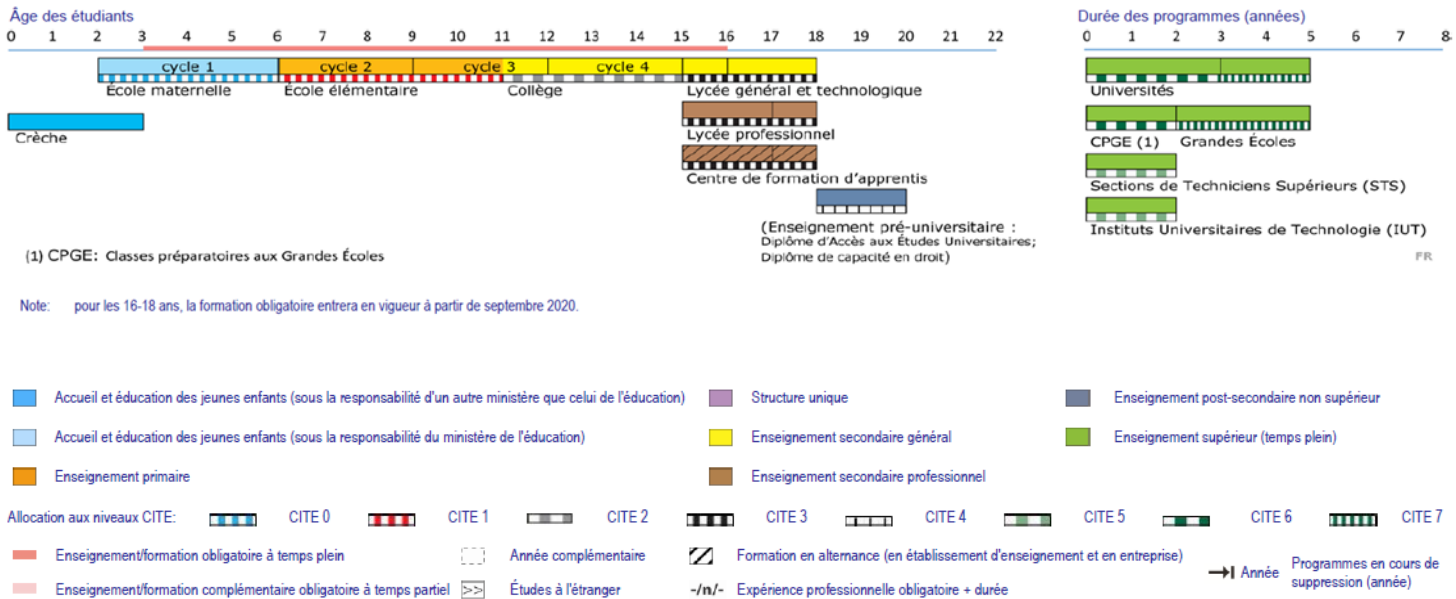 Âge des étudiants
Durée des programmes (années)
0 1 2 3 4 5 6 7 8 9 10 11 12 13 14 15 16 17 18 19 20 21 22
0 1 2 3 4 5 6 7 8
cycle 1 cycle 2 cycle 3 cycle 4
École maternelle École élémentaire Collège Lycée général et technologique
Universités
Crèche
Lycée professionnel
CPGE (1) Grandes Écoles
Centre de formation d'apprentis
Sections de Techniciens Supérieurs (STS)
(Enseignement pré-universitaire :
Diplôme d'Accès aux Études Universitaires;
Diplôme de capacité en droit)
Instituts Universitaires de Technologie (IUT)
(1) CPGE: Classes préparatoires aux Grandes Écoles
FR
Note: pour les 16-18 ans, la formation obligatoire entrera en vigueur à partir de septembre 2020.
Accueil et éducation des jeunes enfants (sous la responsabilité d'un autre ministère que celui de l'éducation)
Structure unique
Enseignement post-secondaire non supérieur
Accueil et éducation des jeunes enfants (sous la responsabilité du ministère de l'éducation)
Enseignement secondaire général
Enseignement supérieur (temps plein)
Enseignement primaire
Enseignement secondaire professionnel
Allocation aux niveaux CITE: CITE 0 CITE 1 CITE 2 CITE 3 CITE 4 CITE 5 CITE 6 CITE 7
Enseignement/formation obligatoire à temps plein
Année complémentaire
Formation en alternance (en établissement d'enseignement et en entreprise)
Année Programmes en cours de
suppression (année)
Enseignement/formation complémentaire obligatoire à temps partiel
>> Études à l'étranger
-/n/- Expérience professionnelle obligatoire + durée